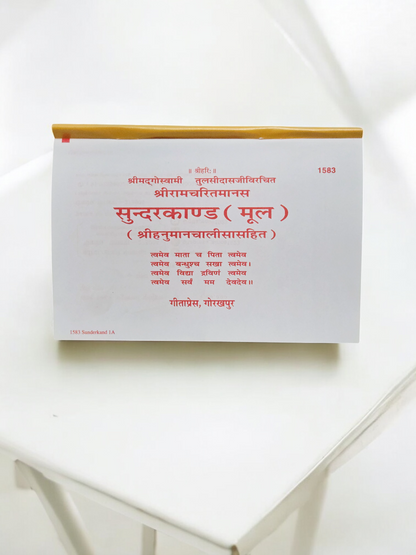 ॥ श्रीहरि: ॥
1583
श्रीमद्गोस्वामी तुलसीदासजीविरचित
श्रीरामचरितमानस
सुन्दरकाण्ड ( मूल )
( श्रीहनुमानचालीसासहित )
त्वमेव माता च पिता त्वमेव
त्वमेव बन्धुश्च सखा त्वमेव।
त्वमेव विद्या द्रविणं त्वमेव
त्वमेव सर्वं मम देवदेव॥
गीताप्रेस, गोरखपुर
1583 Sunderkand 1A